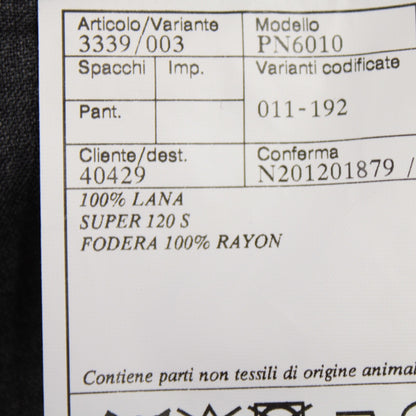 Articolo/Variante Modello
3339/003 PN6010
Spacchi Imp. Varianti codificate
Pant. 011-192
Cliente/dest. Conferma
40429 N201201879 /
100% LANA
SUPER 120 S
FODERA 100% RAYON
Contiene parti non tessili di origine animal